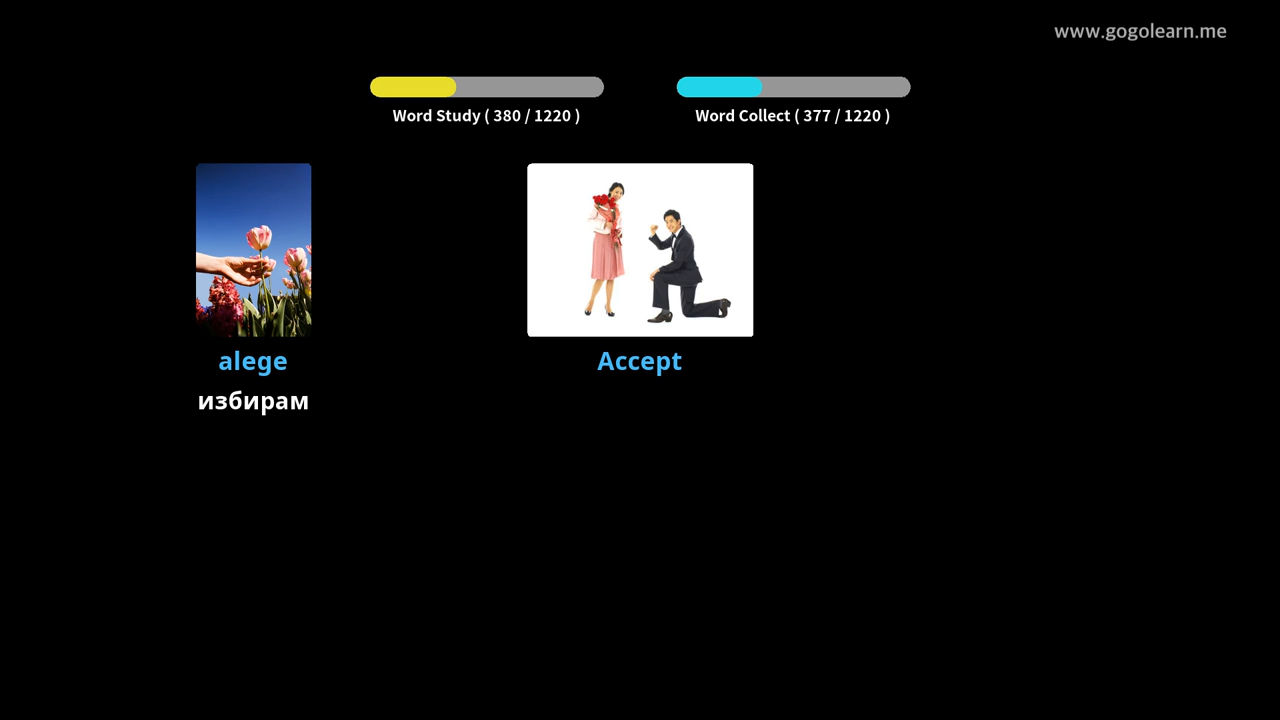 www.gogolearn.me
Word Study ( 380 / 1220 )
Word Collect ( 377 / 1220 )
alege
избирам
Accept